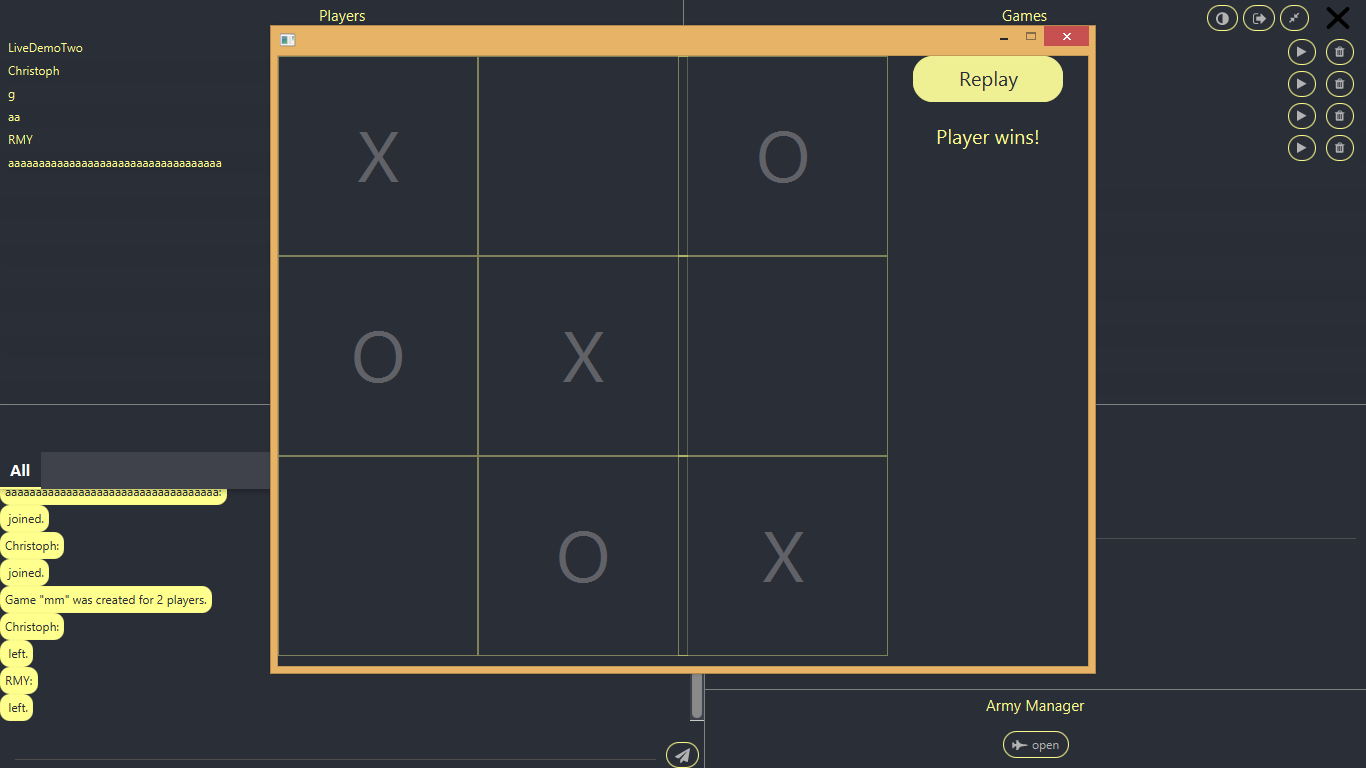 Players
Games
LiveDemoTwo
Christoph
g
aa
RMY
aaaaaaaaaaaaaaaaaaaaaaaaaaaaaaaaaaa
Replay
Player wins!
X O
O X
O X
All
aaaaaaaaaaaaaaaaaaaaaaaaaaaaaaaaaaa:
joined.
Christoph:
joined.
Game "mm" was created for 2 players.
Christoph:
left.
RMY:
left.
Army Manager
open